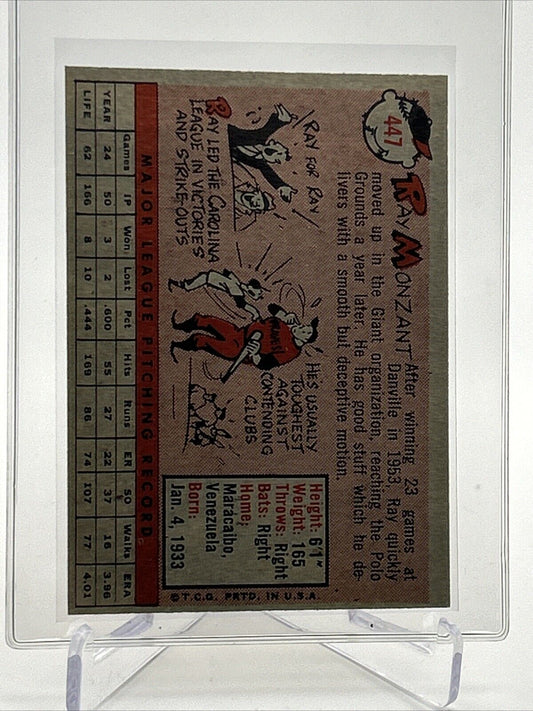 447
RAY MONZANT
After winning 23 games at
Danville in 1953, Ray quickly
moved up in the Giant organization, reaching the Polo
Grounds a year later. He has good stuff which he de-
livers with a smooth but deceptive motion.
RAY FOR RAY
RAY LED THE CAROLINA
LEAGUE IN VICTORIES
AND STRIKE OUTS
HE'S USUALLY
TOUGHEST
AGAINST
CONTENDING
CLUBS
Height: 6'1"
Weight: 165
Throws: Right
Bats: Right
Home:
Maracaibo,
Venezuela
Born:
Jan. 4, 1933
© T.C.G. PRTD. IN U.S.A.
MAJOR LEAGUE PITCHING RECORD
Games IP Won Lost Pct Hits Runs ER SO Walks ERA
YEAR 24 50 3 2 .600 55 27 22 37 16 3.96
LIFE 62 166 8 10 .444 169 86 74 107 77 4.01